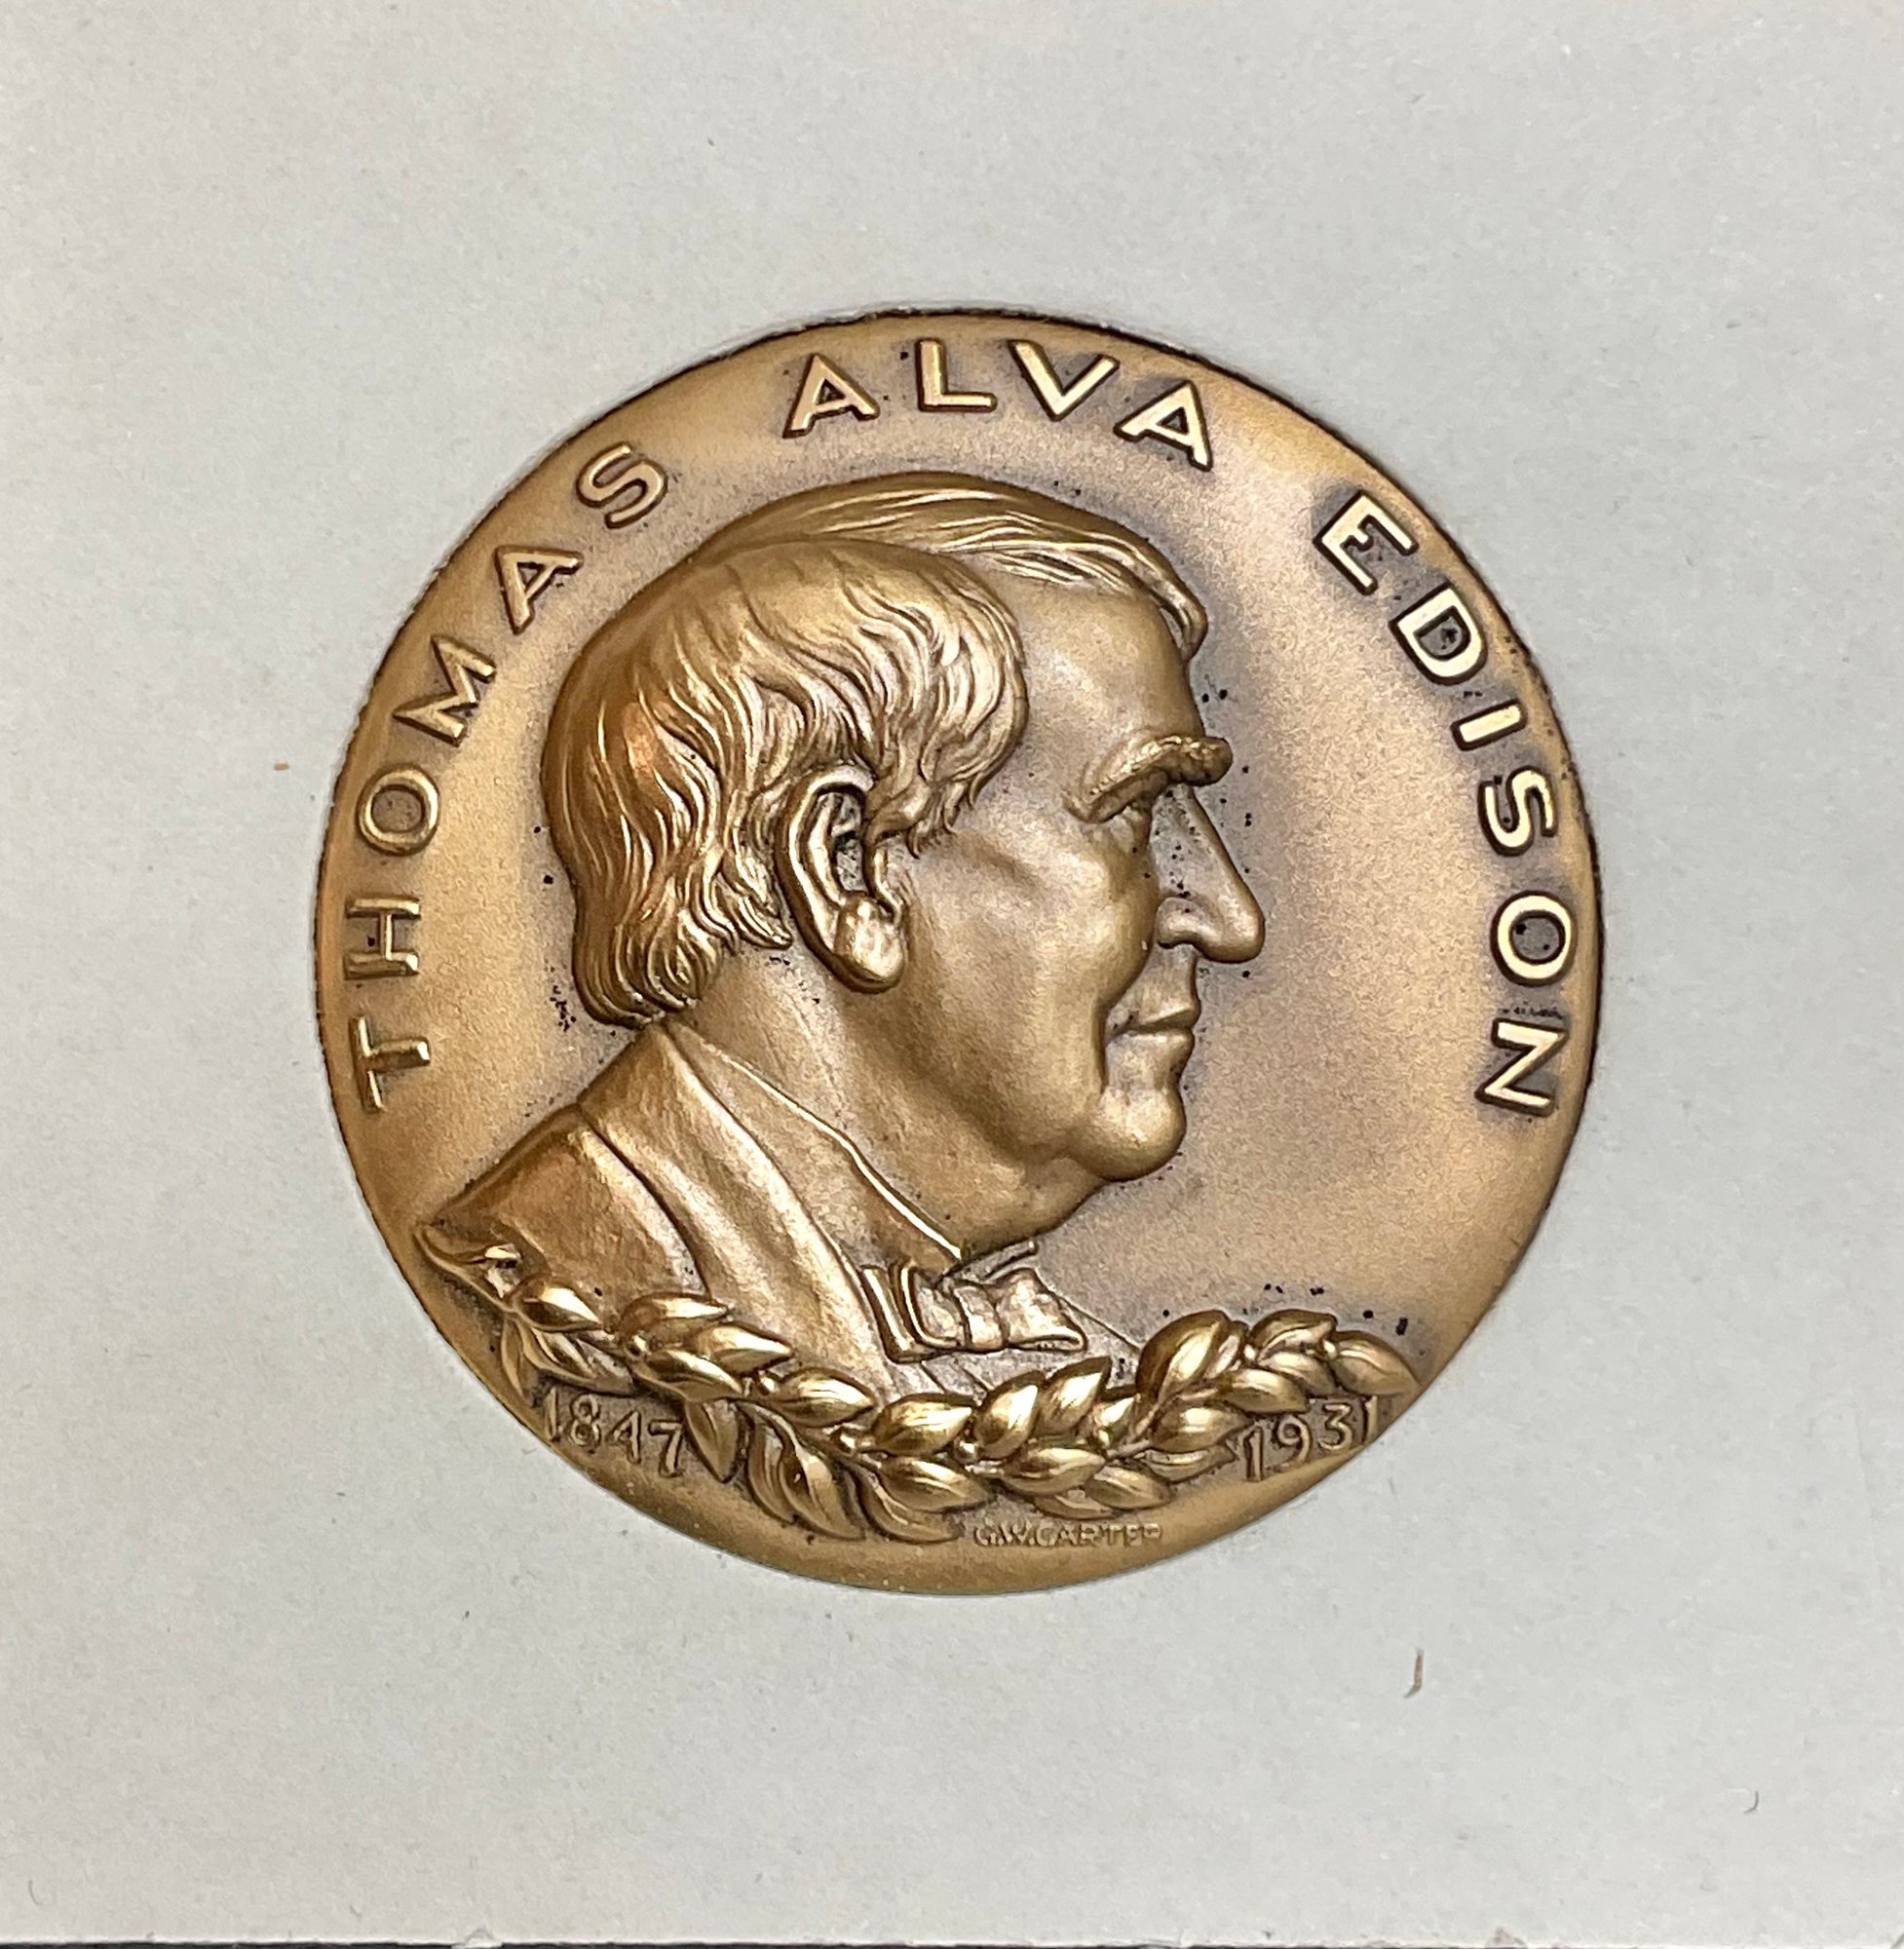 THOMAS ALVA EDISON
1847 1931
G.W.CARTER